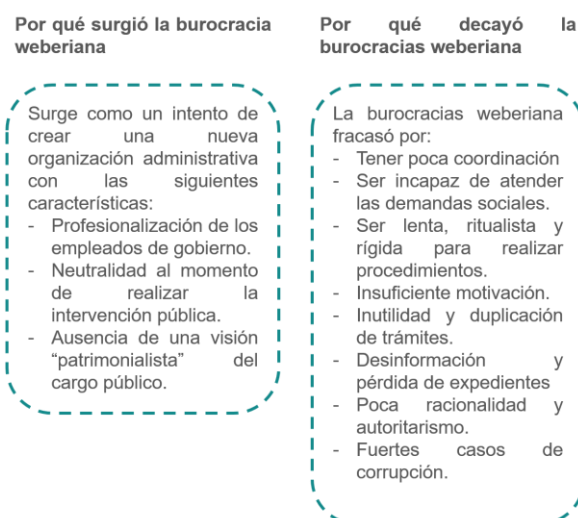 Por qué surgió la burocracia
weberiana
Surge como un intento de
crear una nueva
organización administrativa
con las siguientes
características:
- Profesionalización de los
empleados de gobierno.
- Neutralidad al momento
de realizar la
intervención pública.
- Ausencia de una visión
“patrimonialista” del
cargo público.
Por qué decayó la
burocracias weberiana
La burocracias weberiana
fracasó por:
- Tener poca coordinación
- Ser incapaz de atender
las demandas sociales.
- Ser lenta, ritualista y
rígida para realizar
procedimientos.
- Insuficiente motivación.
- Inutilidad y duplicación
de trámites.
- Desinformación y
pérdida de expedientes
- Poca racionalidad y
autoritarismo.
- Fuertes casos de
corrupción.